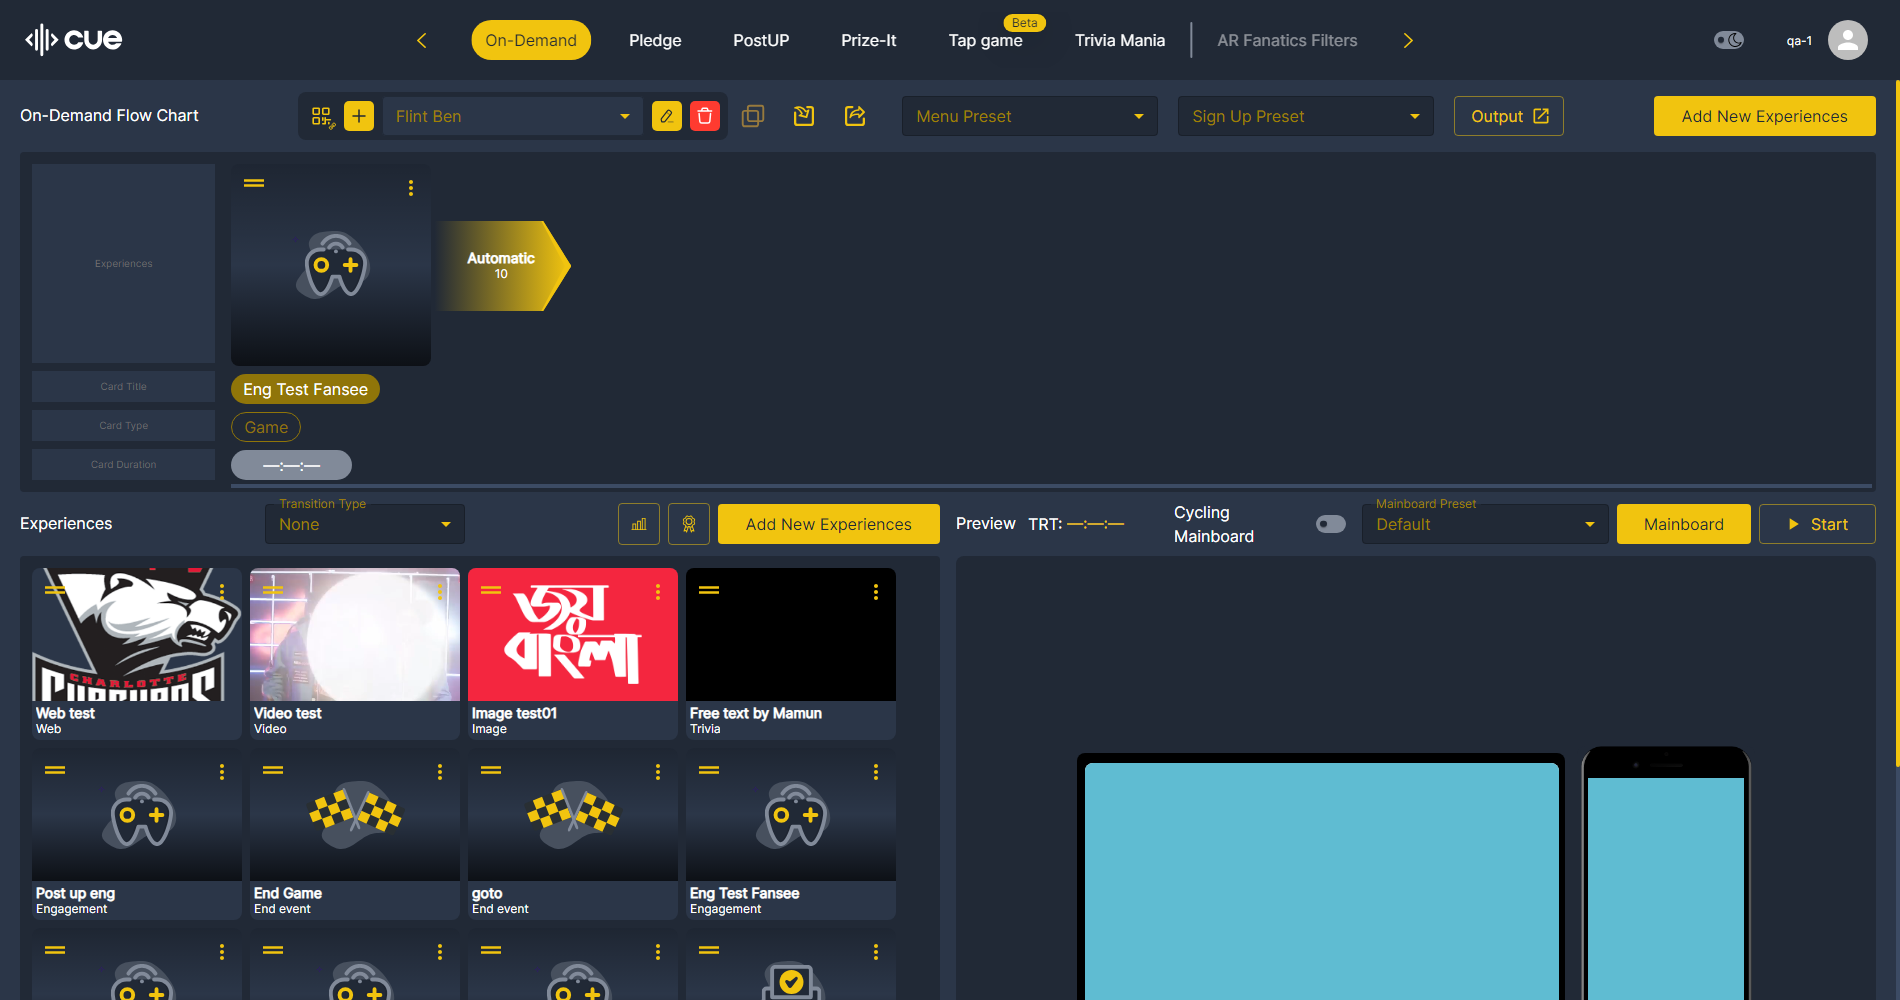 cue
On-Demand
Pledge
PostUP
Prize-It
Tap game
Beta
Trivia Mania
AR Fanatics Filters
qa-1
On-Demand Flow Chart
Flint Ben
Menu Preset
Sign Up Preset
Output
Add New Experiences
Experiences
Automatic
10
Card Title
Eng Test Fansee
Card Type
Game
Card Duration
—:—:—
Experiences
Transition Type
None
Add New Experiences
Preview
TRT: —:—:—
Cycling
Mainboard
Mainboard Preset
Default
Mainboard
Start
CHARLOTTE
জয়
বাংলা
Web test
Web
Video test
Video
Image test01
Image
Free text by Mamun
Trivia
Post up eng
Engagement
End Game
End event
goto
End event
Eng Test Fansee
Engagement